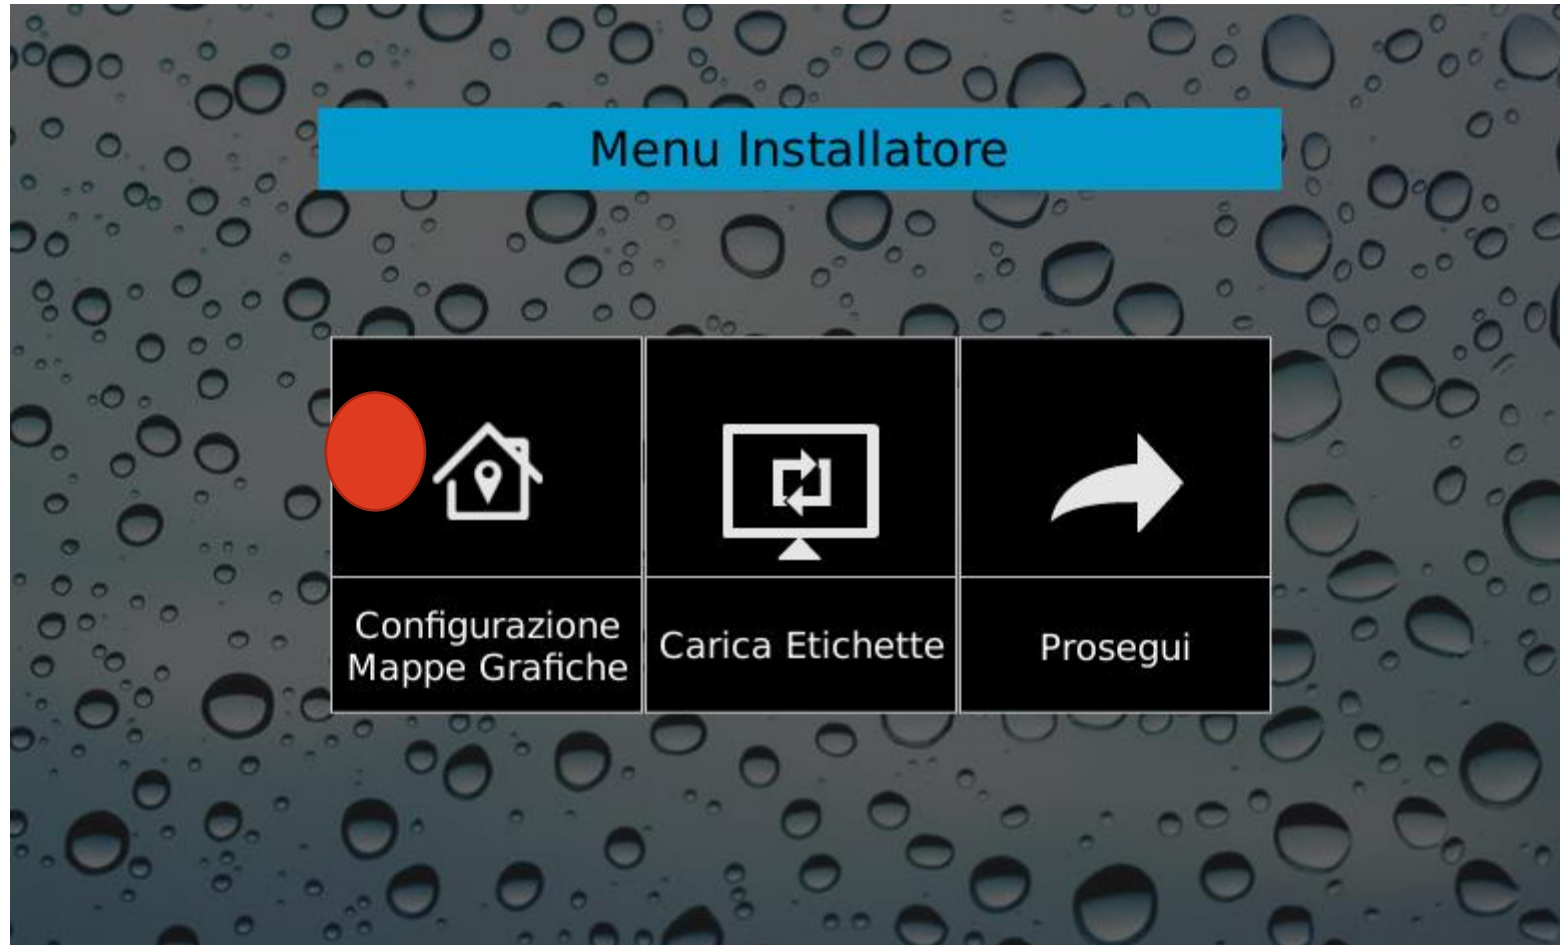 Menu Installatore
Configurazione
Mappe Grafiche
Carica Etichette
Prosegui